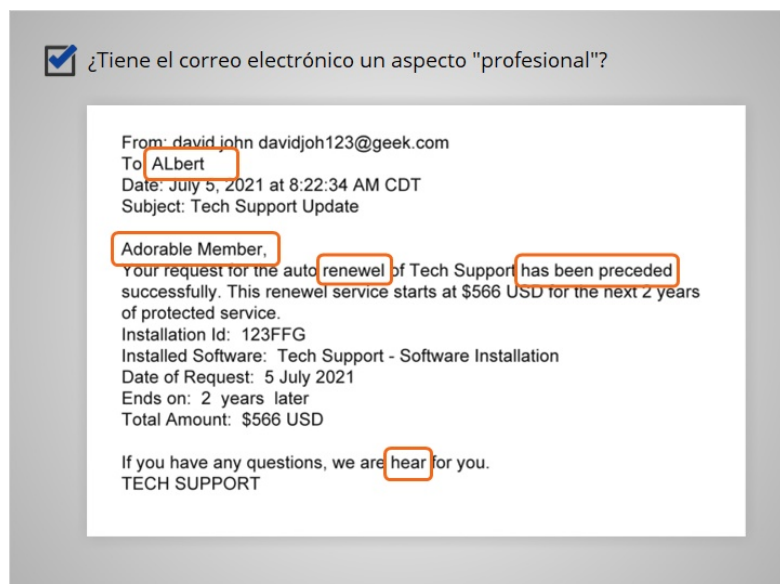 ¿Tiene el correo electrónico un aspecto "profesional"?
From: david john davidjoh123@geek.com
To ALbert
Date: July 5, 2021 at 8:22:34 AM CDT
Subject: Tech Support Update
Adorable Member,
Your request for the auto renewel of Tech Support has been preceded
successfully. This renewel service starts at $566 USD for the next 2 years
of protected service.
Installation Id: 123FFG
Installed Software: Tech Support - Software Installation
Date of Request: 5 July 2021
Ends on: 2 years later
Total Amount: $566 USD
If you have any questions, we are hear for you.
TECH SUPPORT